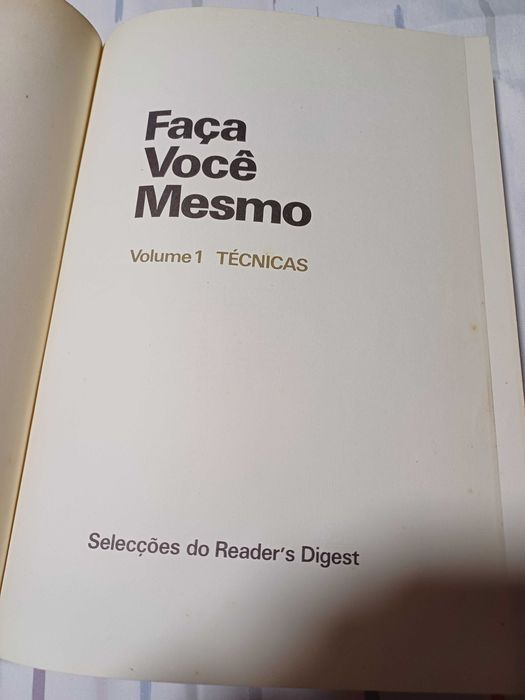 Faça
Você
Mesmo
Volume 1 TÉCNICAS
Selecções do Reader's Digest